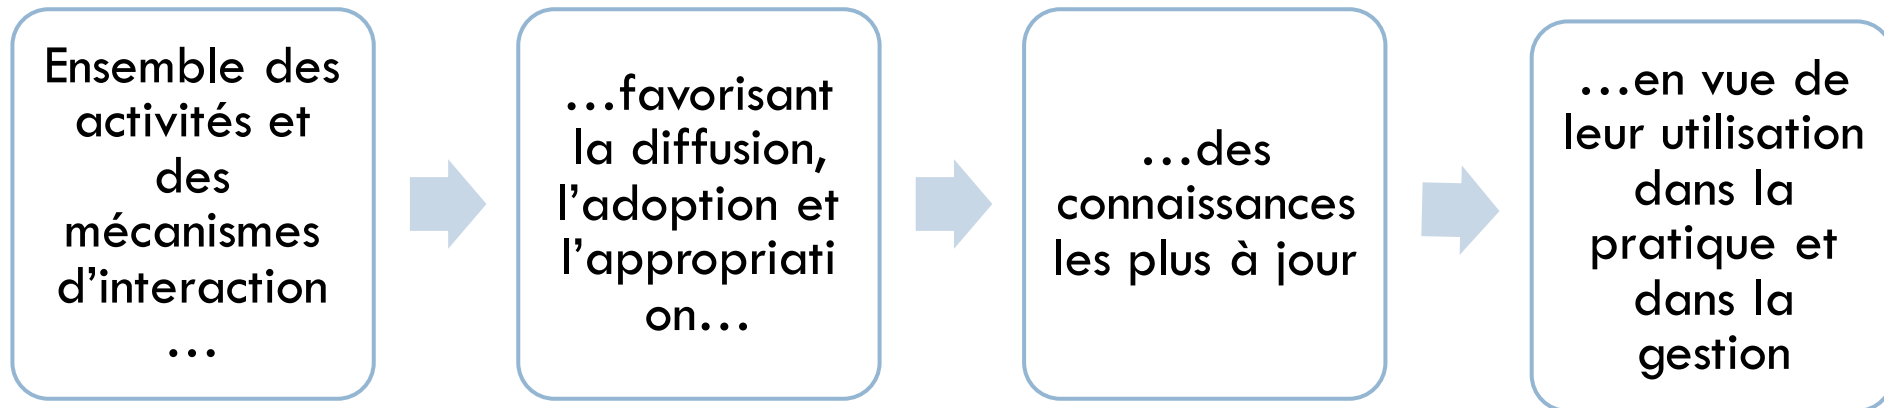 Ensemble des
activités et
des
mécanismes
d’interaction
…
…favorisant
la diffusion,
l’adoption et
l’appropriati
on…
…des
connaissances
les plus à jour
…en vue de
leur utilisation
dans la
pratique et
dans la
gestion